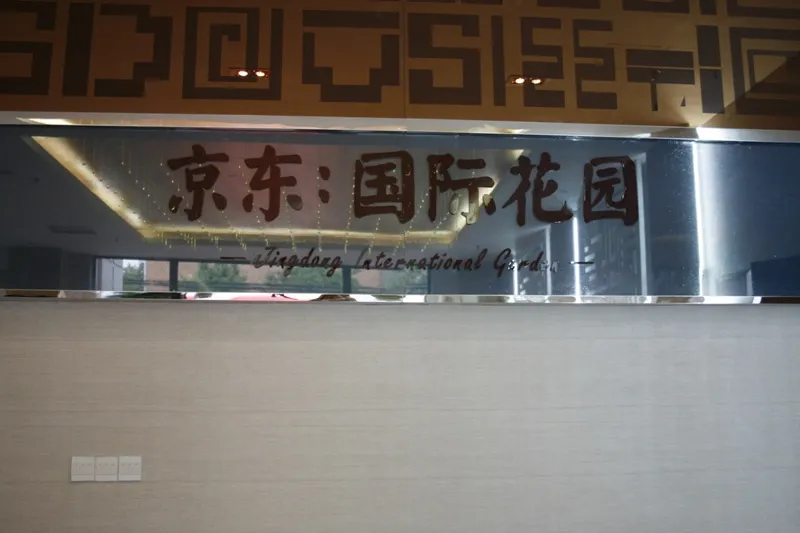 京东:国际花园
— Jingdong International Garden —